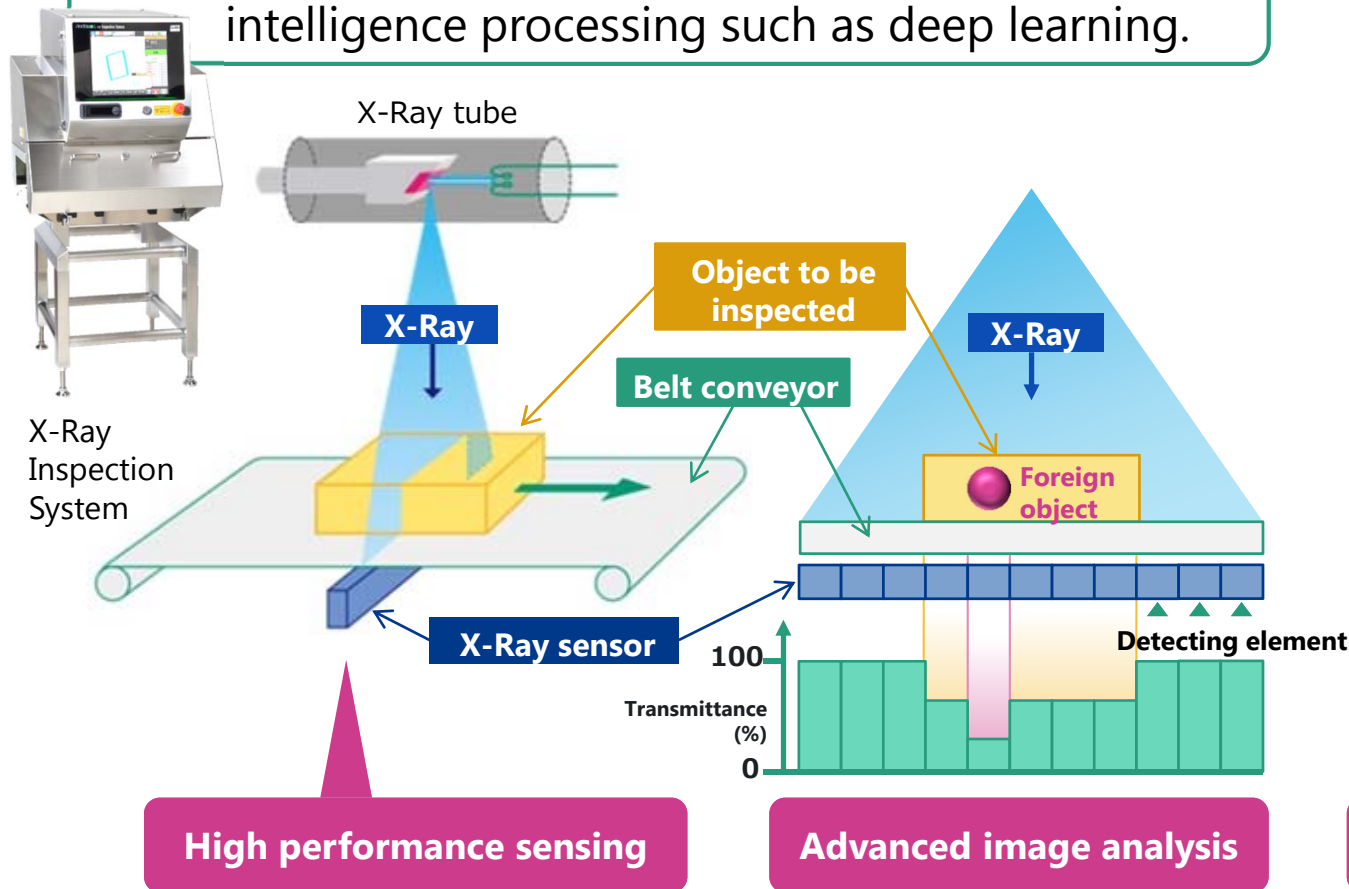 intelligence processing such as deep learning.
X-Ray tube
X-Ray
Object to be
inspected
X-Ray
Belt conveyor
X-Ray
Inspection
System
Foreign
object
X-Ray sensor
Detecting element
100
Transmittance
(%)
0
High performance sensing
Advanced image analysis